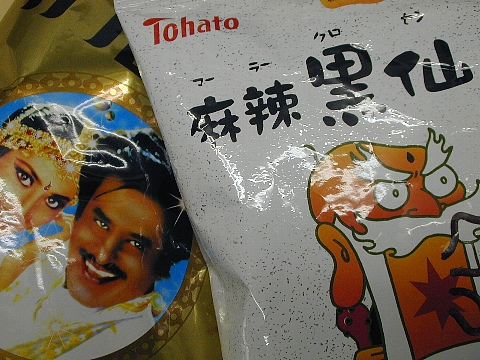 Tohato
マー ラー クロ セン
麻辣黒仙